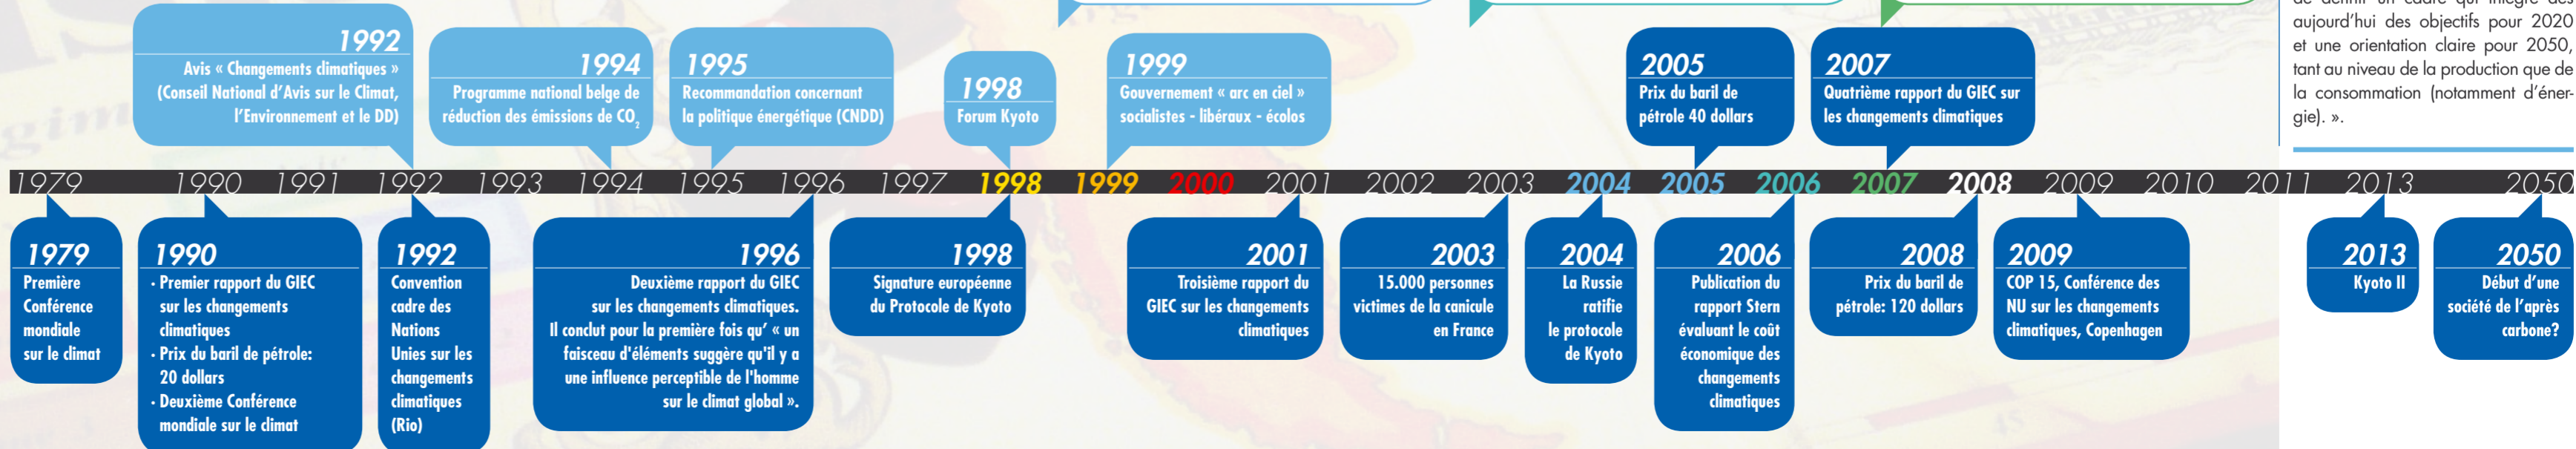 1992
Avis « Changements climatiques »
(Conseil National d'Avis sur le Climat,
l'Environnement et le DD)
1994
Programme national belge de
réduction des émissions de CO₂
1995
Recommandation concernant
la politique énergétique (CNDD)
1998
Forum Kyoto
1999
Gouvernement « arc en ciel »
socialistes - libéraux - écolos
2005
Prix du baril de
pétrole 40 dollars
2007
Quatrième rapport du GIEC sur
les changements climatiques
de définir un cadre qui intègre dès
aujourd'hui des objectifs pour 2020
et une orientation claire pour 2050,
tant au niveau de la production que de
la consommation (notamment d'éner-
gie). ».
1979 1990 1991 1992 1993 1994 1995 1996 1997 1998 1999 2000 2001 2002 2003 2004 2005 2006 2007 2008 2009 2010 2011 2013 2050
1979
Première
Conférence
mondiale
sur le climat
1990
· Premier rapport du GIEC
sur les changements
climatiques
· Prix du baril de pétrole:
20 dollars
· Deuxième Conférence
mondiale sur le climat
1992
Convention
cadre des
Nations
Unies sur les
changements
climatiques
(Rio)
1996
Deuxième rapport du GIEC
sur les changements climatiques.
Il conclut pour la première fois qu' « un
faisceau d'éléments suggère qu'il y a
une influence perceptible de l'homme
sur le climat global ».
1998
Signature européenne
du Protocole de Kyoto
2001
Troisième rapport du
GIEC sur les changements
climatiques
2003
15.000 personnes
victimes de la canicule
en France
2004
La Russie
ratifie
le protocole
de Kyoto
2006
Publication du
rapport Stern
évaluant le coût
économique des
changements
climatiques
2008
Prix du baril de
pétrole: 120 dollars
2009
COP 15, Conférence des
NU sur les changements
climatiques, Copenhagen
2013
Kyoto II
2050
Début d'une
société de l'après
carbone?